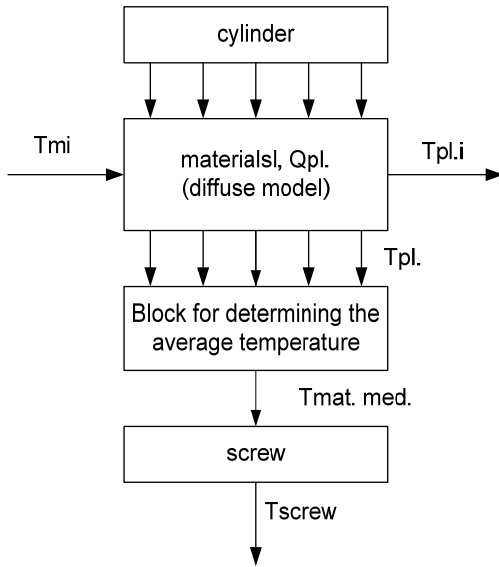 cylinder
Tmi
materialsl, Qpl.
(diffuse model)
Tpl.i
Tpl.
Block for determining the
average temperature
Tmat. med.
screw
Tscrew